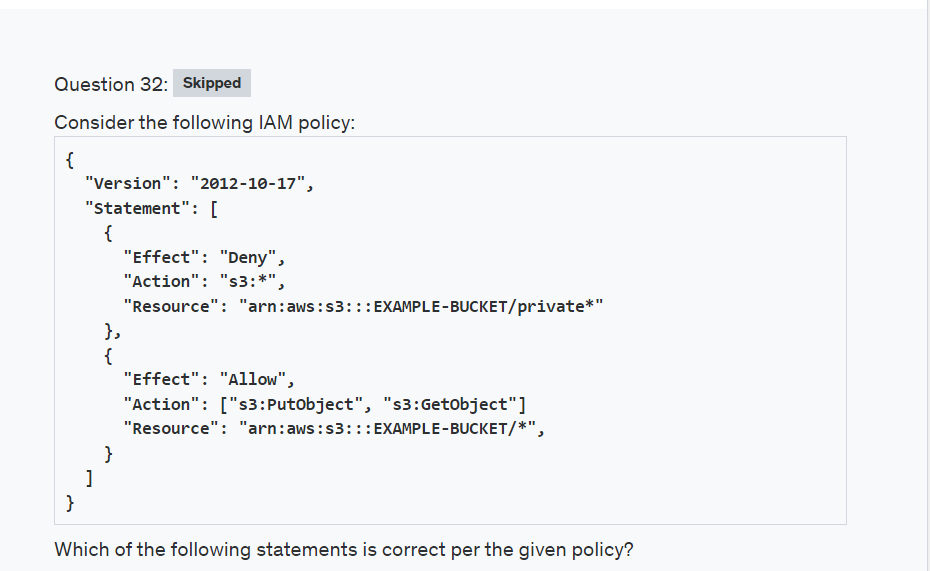 Question 32: Skipped
Consider the following IAM policy:
{
"Version": "2012-10-17",
"Statement": [
{
"Effect": "Deny",
"Action": "s3:*",
"Resource": "arn:aws:s3:::EXAMPLE-BUCKET/private*"
},
{
"Effect": "Allow",
"Action": ["s3:PutObject", "s3:GetObject"]
"Resource": "arn:aws:s3:::EXAMPLE-BUCKET/*",
}
]
}
Which of the following statements is correct per the given policy?